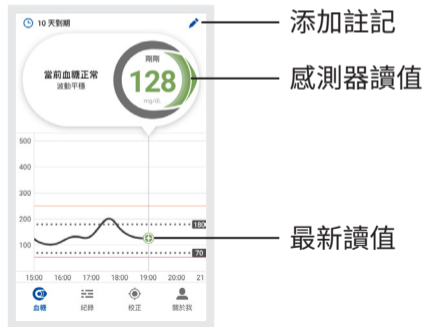 10 天到期
添加註記
當前血糖正常
波動平穩
剛剛
128
mg/dL
感測器讀值
500
400
300
200
180
100
70
最新讀值
15:00 16:00 17:00 18:00 19:00 20:00 21
血糖 紀錄 校正 關於我